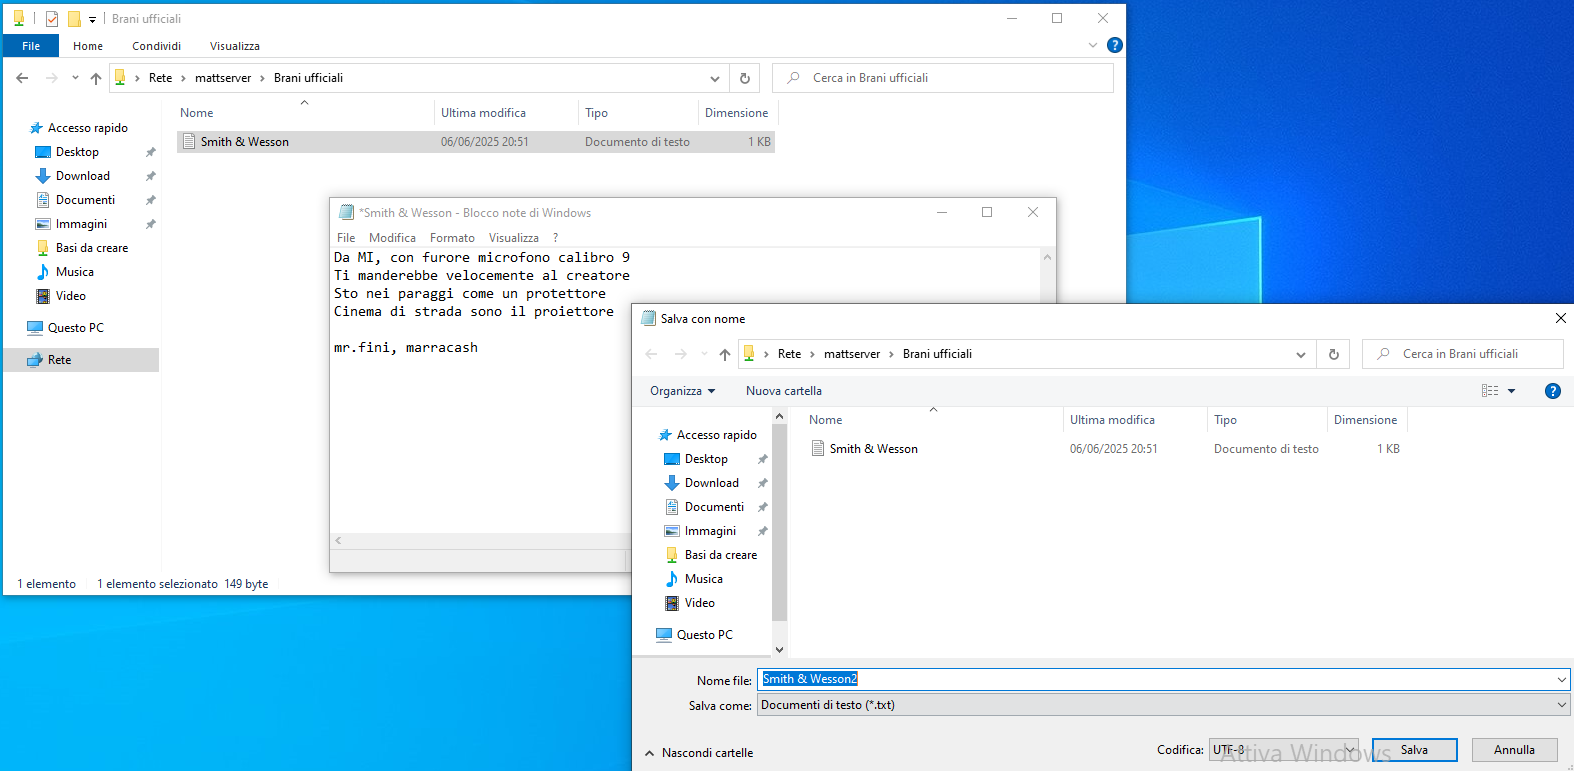 Brani ufficiali
File Home Condividi Visualizza
Rete mattserver Brani ufficiali
Cerca in Brani ufficiali
Accesso rapido
Desktop
Download
Documenti
Immagini
Basi da creare
Musica
Video
Questo PC
Rete
Nome Ultima modifica Tipo Dimensione
Smith & Wesson 06/06/2025 20:51 Documento di testo 1 KB
1 elemento 1 elemento selezionato 149 byte
*Smith & Wesson - Blocco note di Windows
File Modifica Formato Visualizza ?
Da MI, con furore microfono calibro 9
Ti manderebbe velocemente al creatore
Sto nei paraggi come un protettore
Cinema di strada sono il proiettore
mr.fini, marracash
Salva con nome
Rete mattserver Brani ufficiali
Cerca in Brani ufficiali
Organizza Nuova cartella
Accesso rapido
Desktop
Download
Documenti
Immagini
Basi da creare
Musica
Video
Questo PC
Nome Ultima modifica Tipo Dimensione
Smith & Wesson 06/06/2025 20:51 Documento di testo 1 KB
Nome file: Smith & Wesson2
Salva come: Documenti di testo (*.txt)
Nascondi cartelle
Codifica: UTF-8 Salva Annulla
Attiva Windows